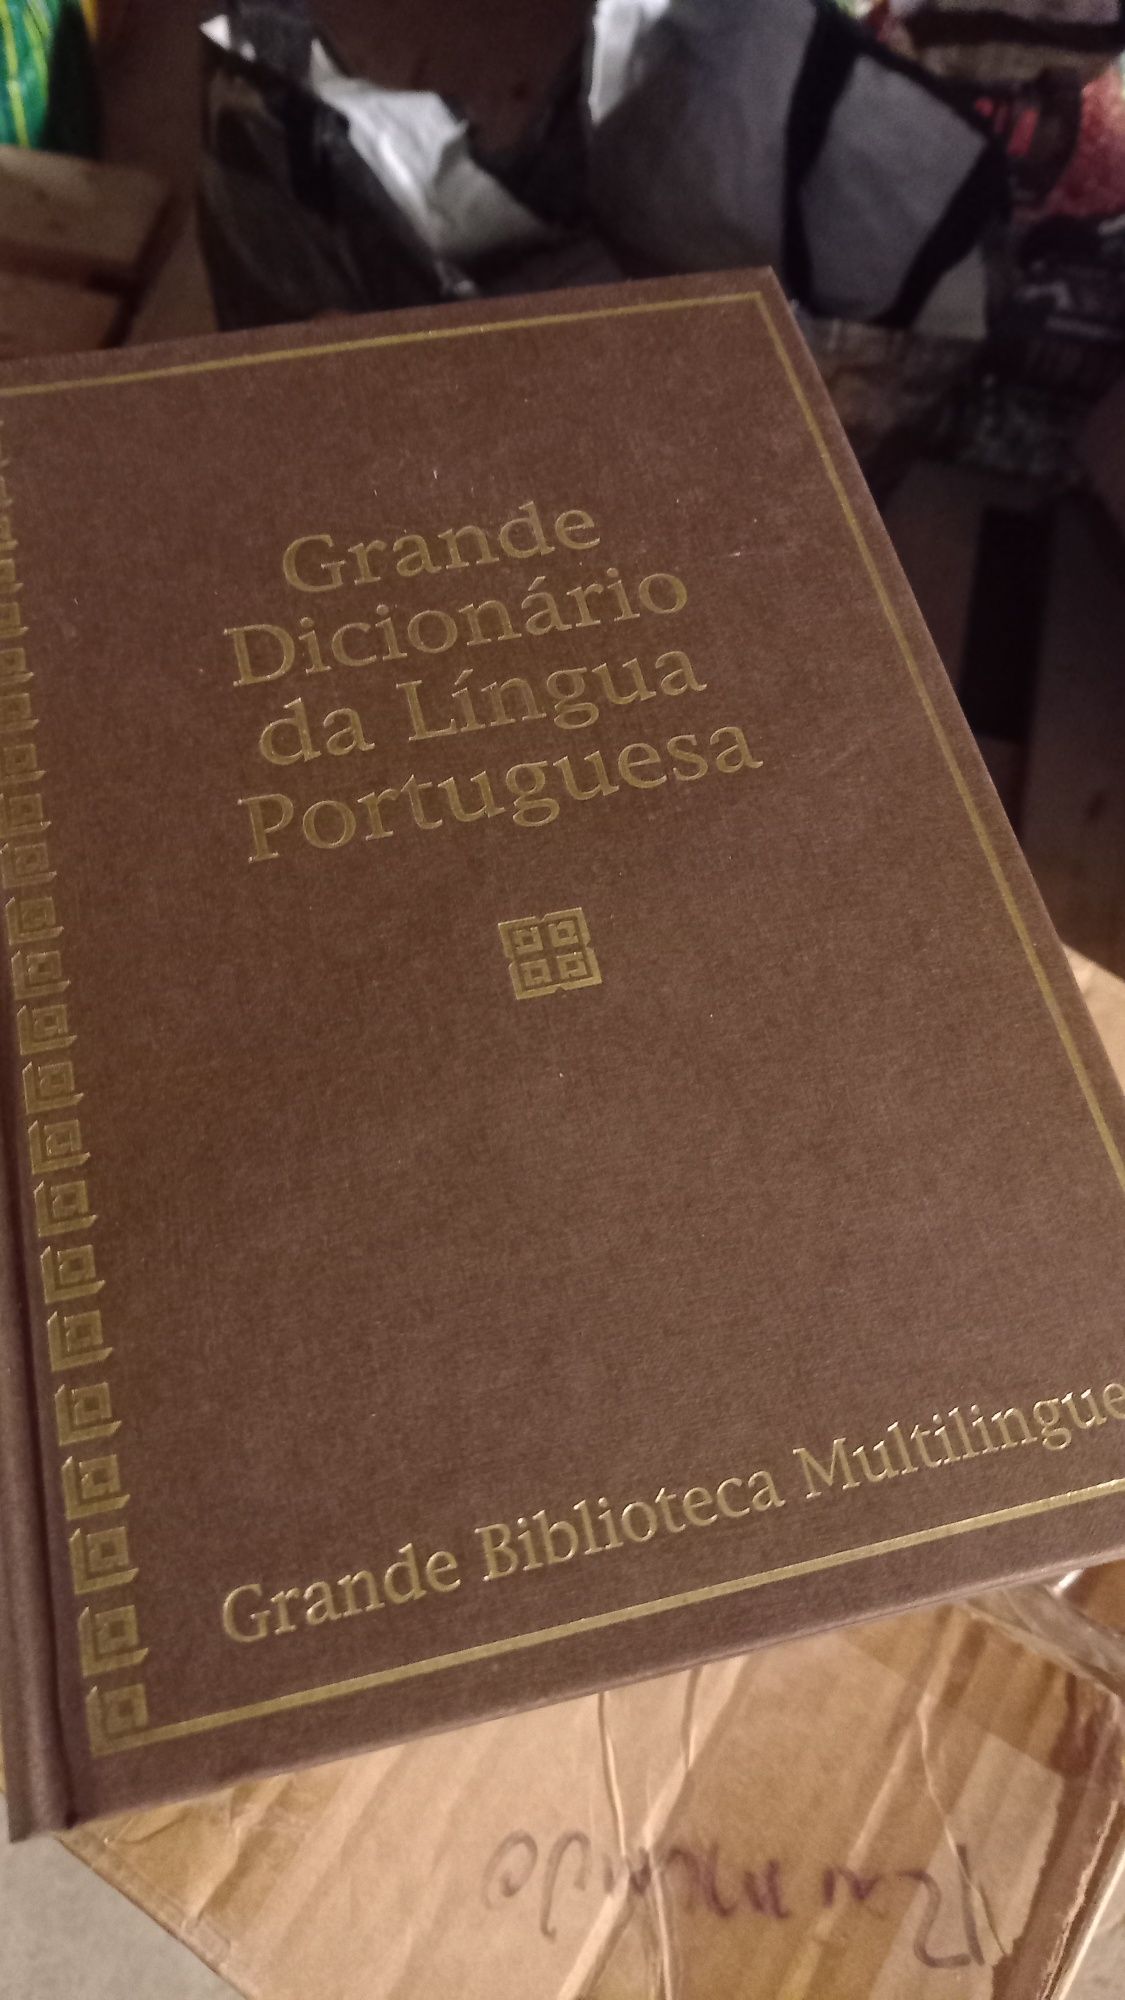 Grande
Dicionário
da Língua
Portuguesa
Grande Biblioteca Multilingue